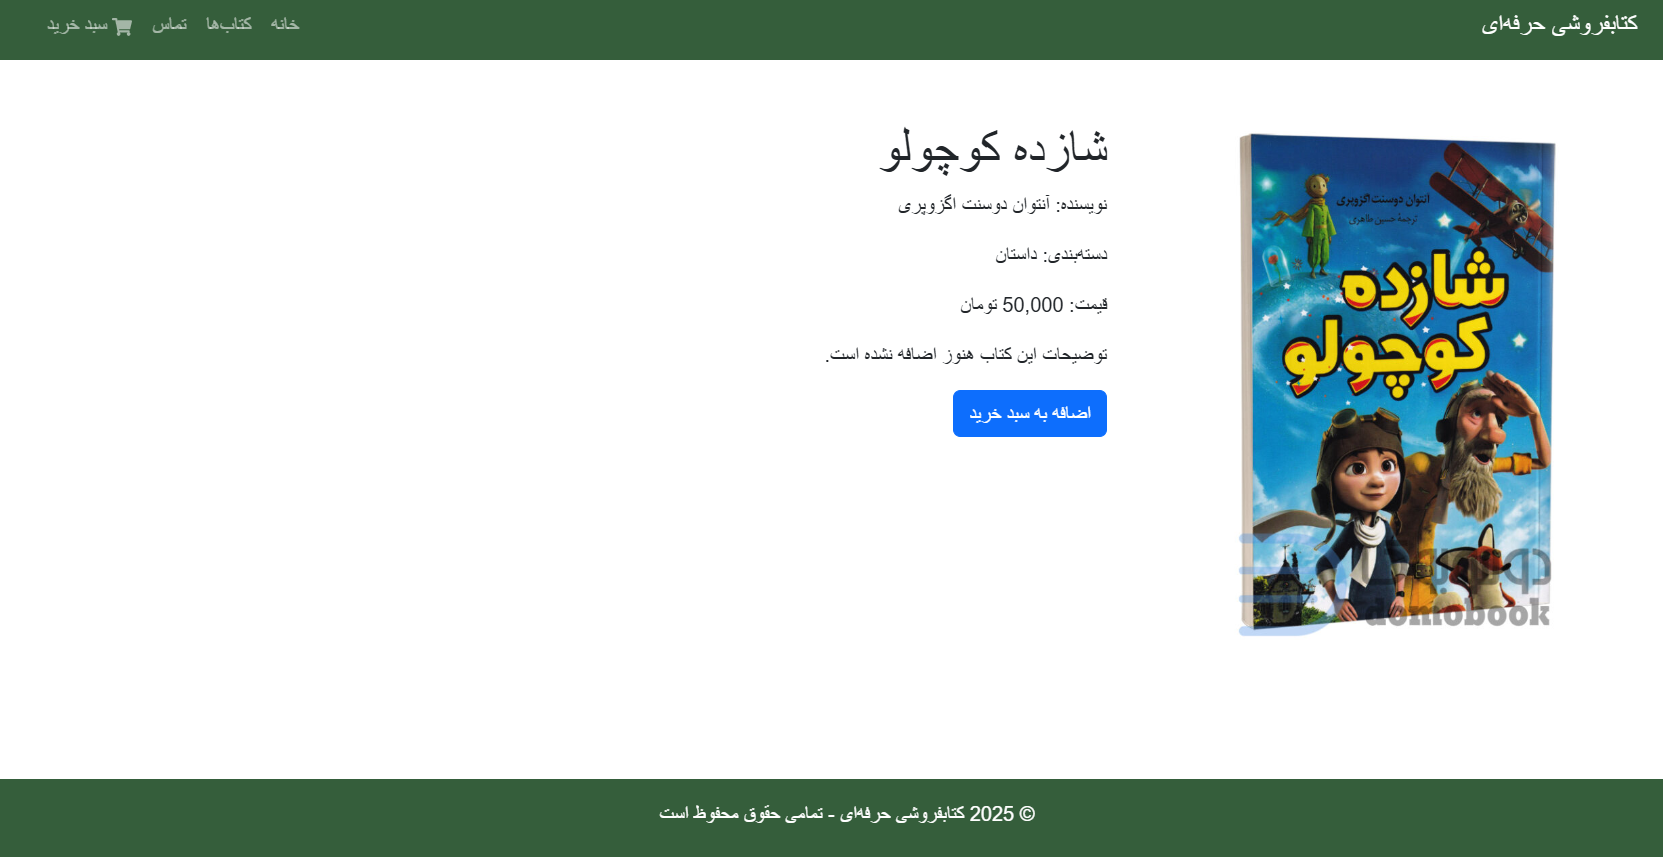 کتابفروشی حرفه‌ای
خانه
کتاب‌ها
تماس
سبد خرید
آنتوان دوسنت اگزوپری
ترجمهٔ حسین طاهری
شازده
کوچولو
domobook
شازده کوچولو
نویسنده: آنتوان دوسنت اگزوپری
دسته‌بندی: داستان
قیمت: 50,000 تومان
توضیحات این کتاب هنوز اضافه نشده است.
اضافه به سبد خرید
© 2025 کتابفروشی حرفه‌ای - تمامی حقوق محفوظ است